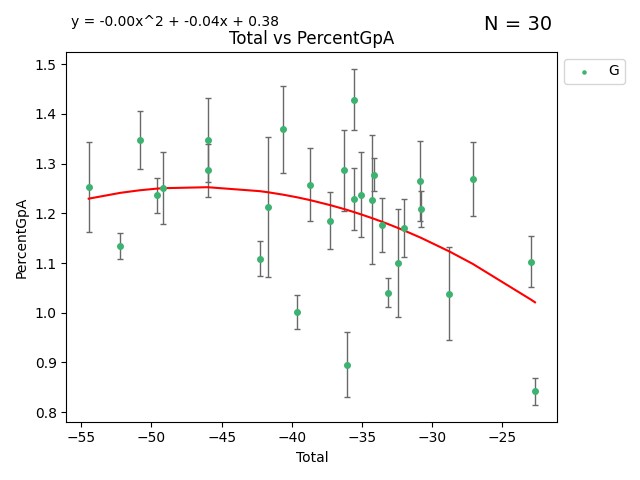 y = -0.00x^2 + -0.04x + 0.38
N = 30
Total vs PercentGpA
G
PercentGpA
1.5
1.4
1.3
1.2
1.1
1.0
0.9
0.8
−55 −50 −45 −40 −35 −30 −25
Total